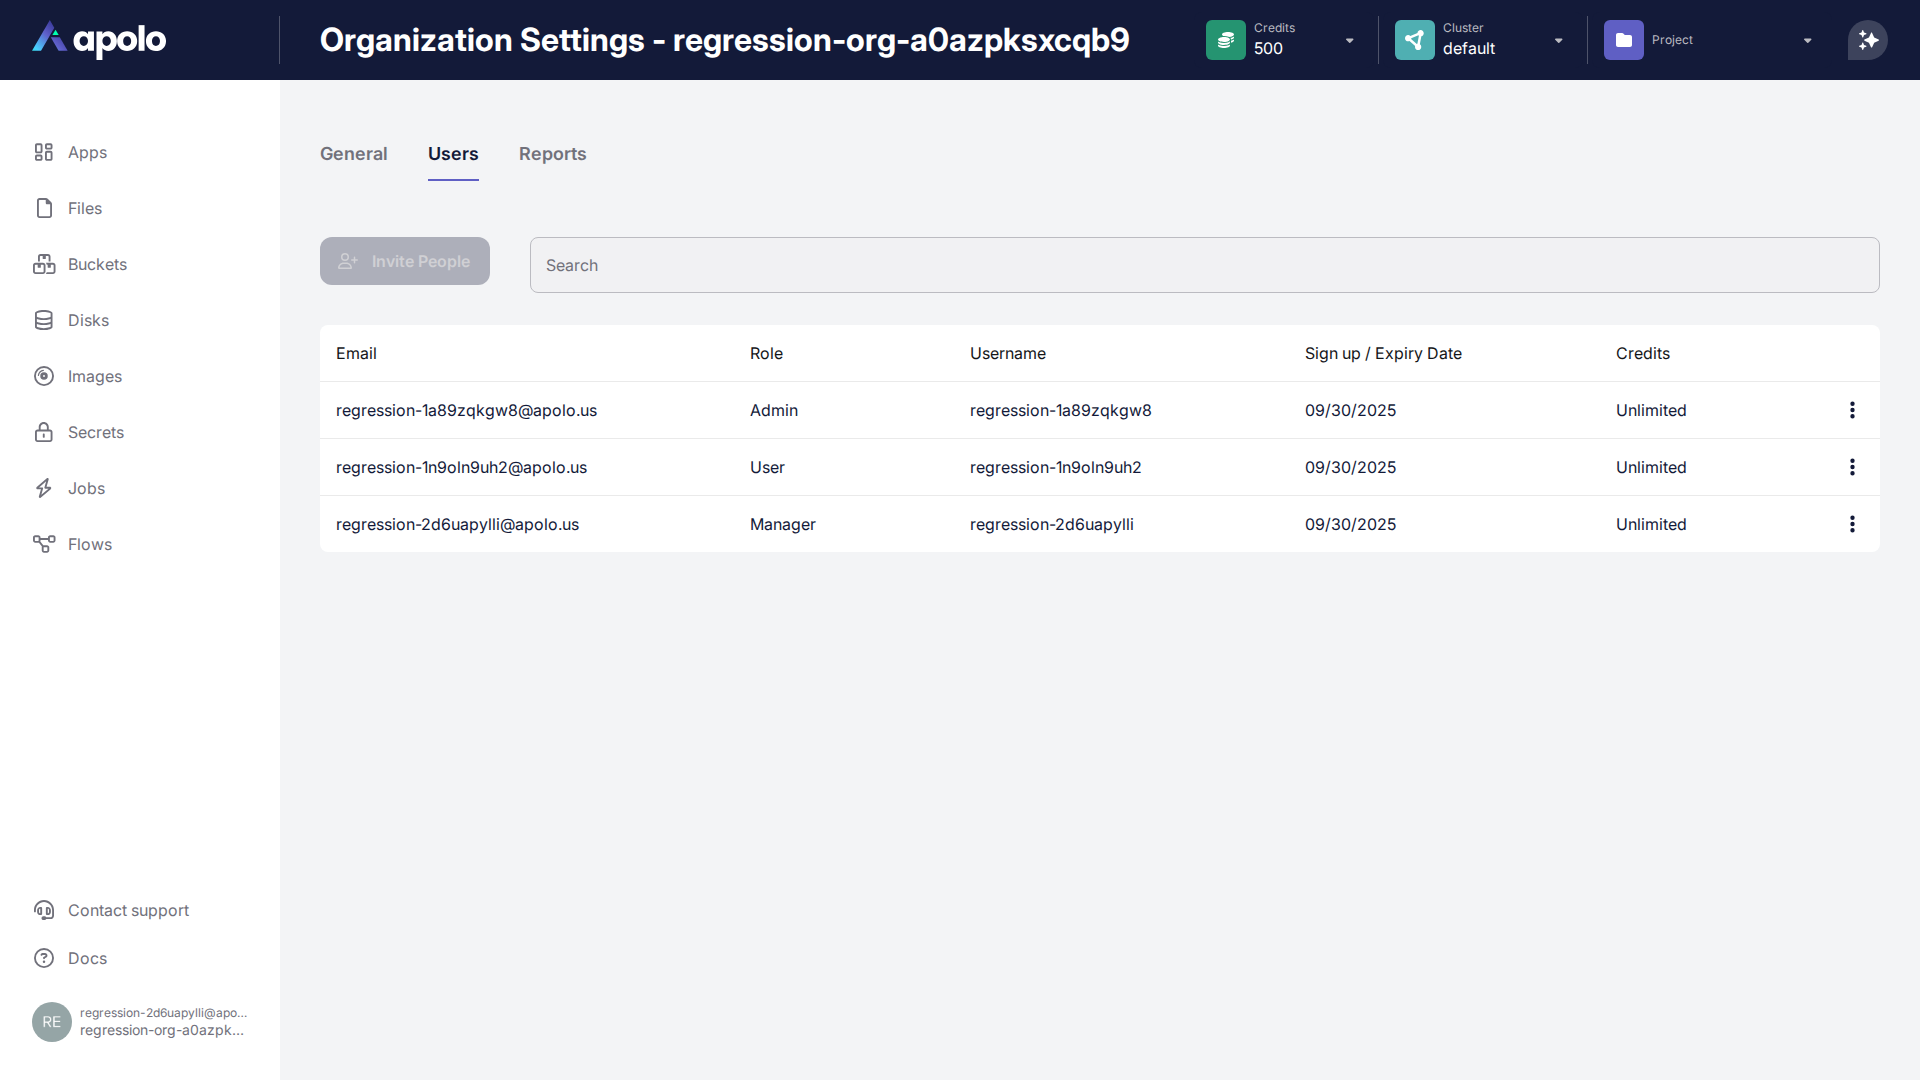 apolo
Organization Settings - regression-org-a0azpksxcqb9
Credits
500
Cluster
default
Project
Apps
Files
Buckets
Disks
Images
Secrets
Jobs
Flows
General Users Reports
Invite People
Search
Email Role Username Sign up / Expiry Date Credits
regression-1a89zqkgw8@apolo.us Admin regression-1a89zqkgw8 09/30/2025 Unlimited
regression-1n9oln9uh2@apolo.us User regression-1n9oln9uh2 09/30/2025 Unlimited
regression-2d6uapylli@apolo.us Manager regression-2d6uapylli 09/30/2025 Unlimited
Contact support
Docs
RE
regression-2d6uapylli@apo...
regression-org-a0azpk...